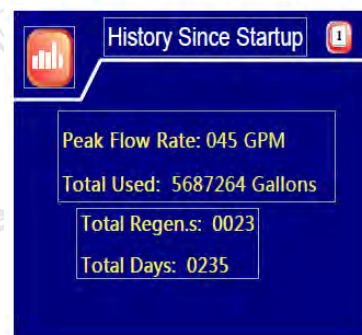 History Since Startup
1
Peak Flow Rate: 045 GPM
Total Used: 5687264 Gallons
Total Regen.s: 0023
Total Days: 0235